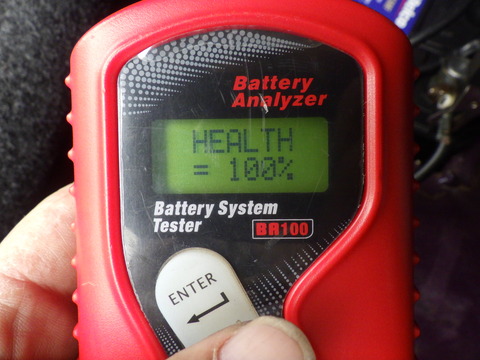 Battery
Analyzer
HEALTH
= 100%
Battery System
Tester
BR100
ENTER